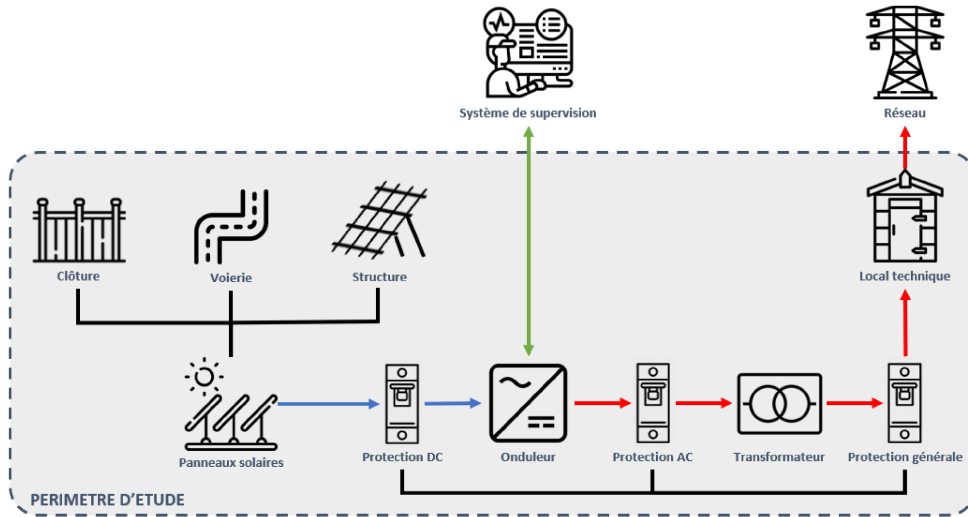 Système de supervision
Réseau
Clôture
Voierie
Structure
Local technique
Panneaux solaires
Protection DC
Onduleur
Protection AC
Transformateur
Protection générale
PERIMETRE D'ETUDE